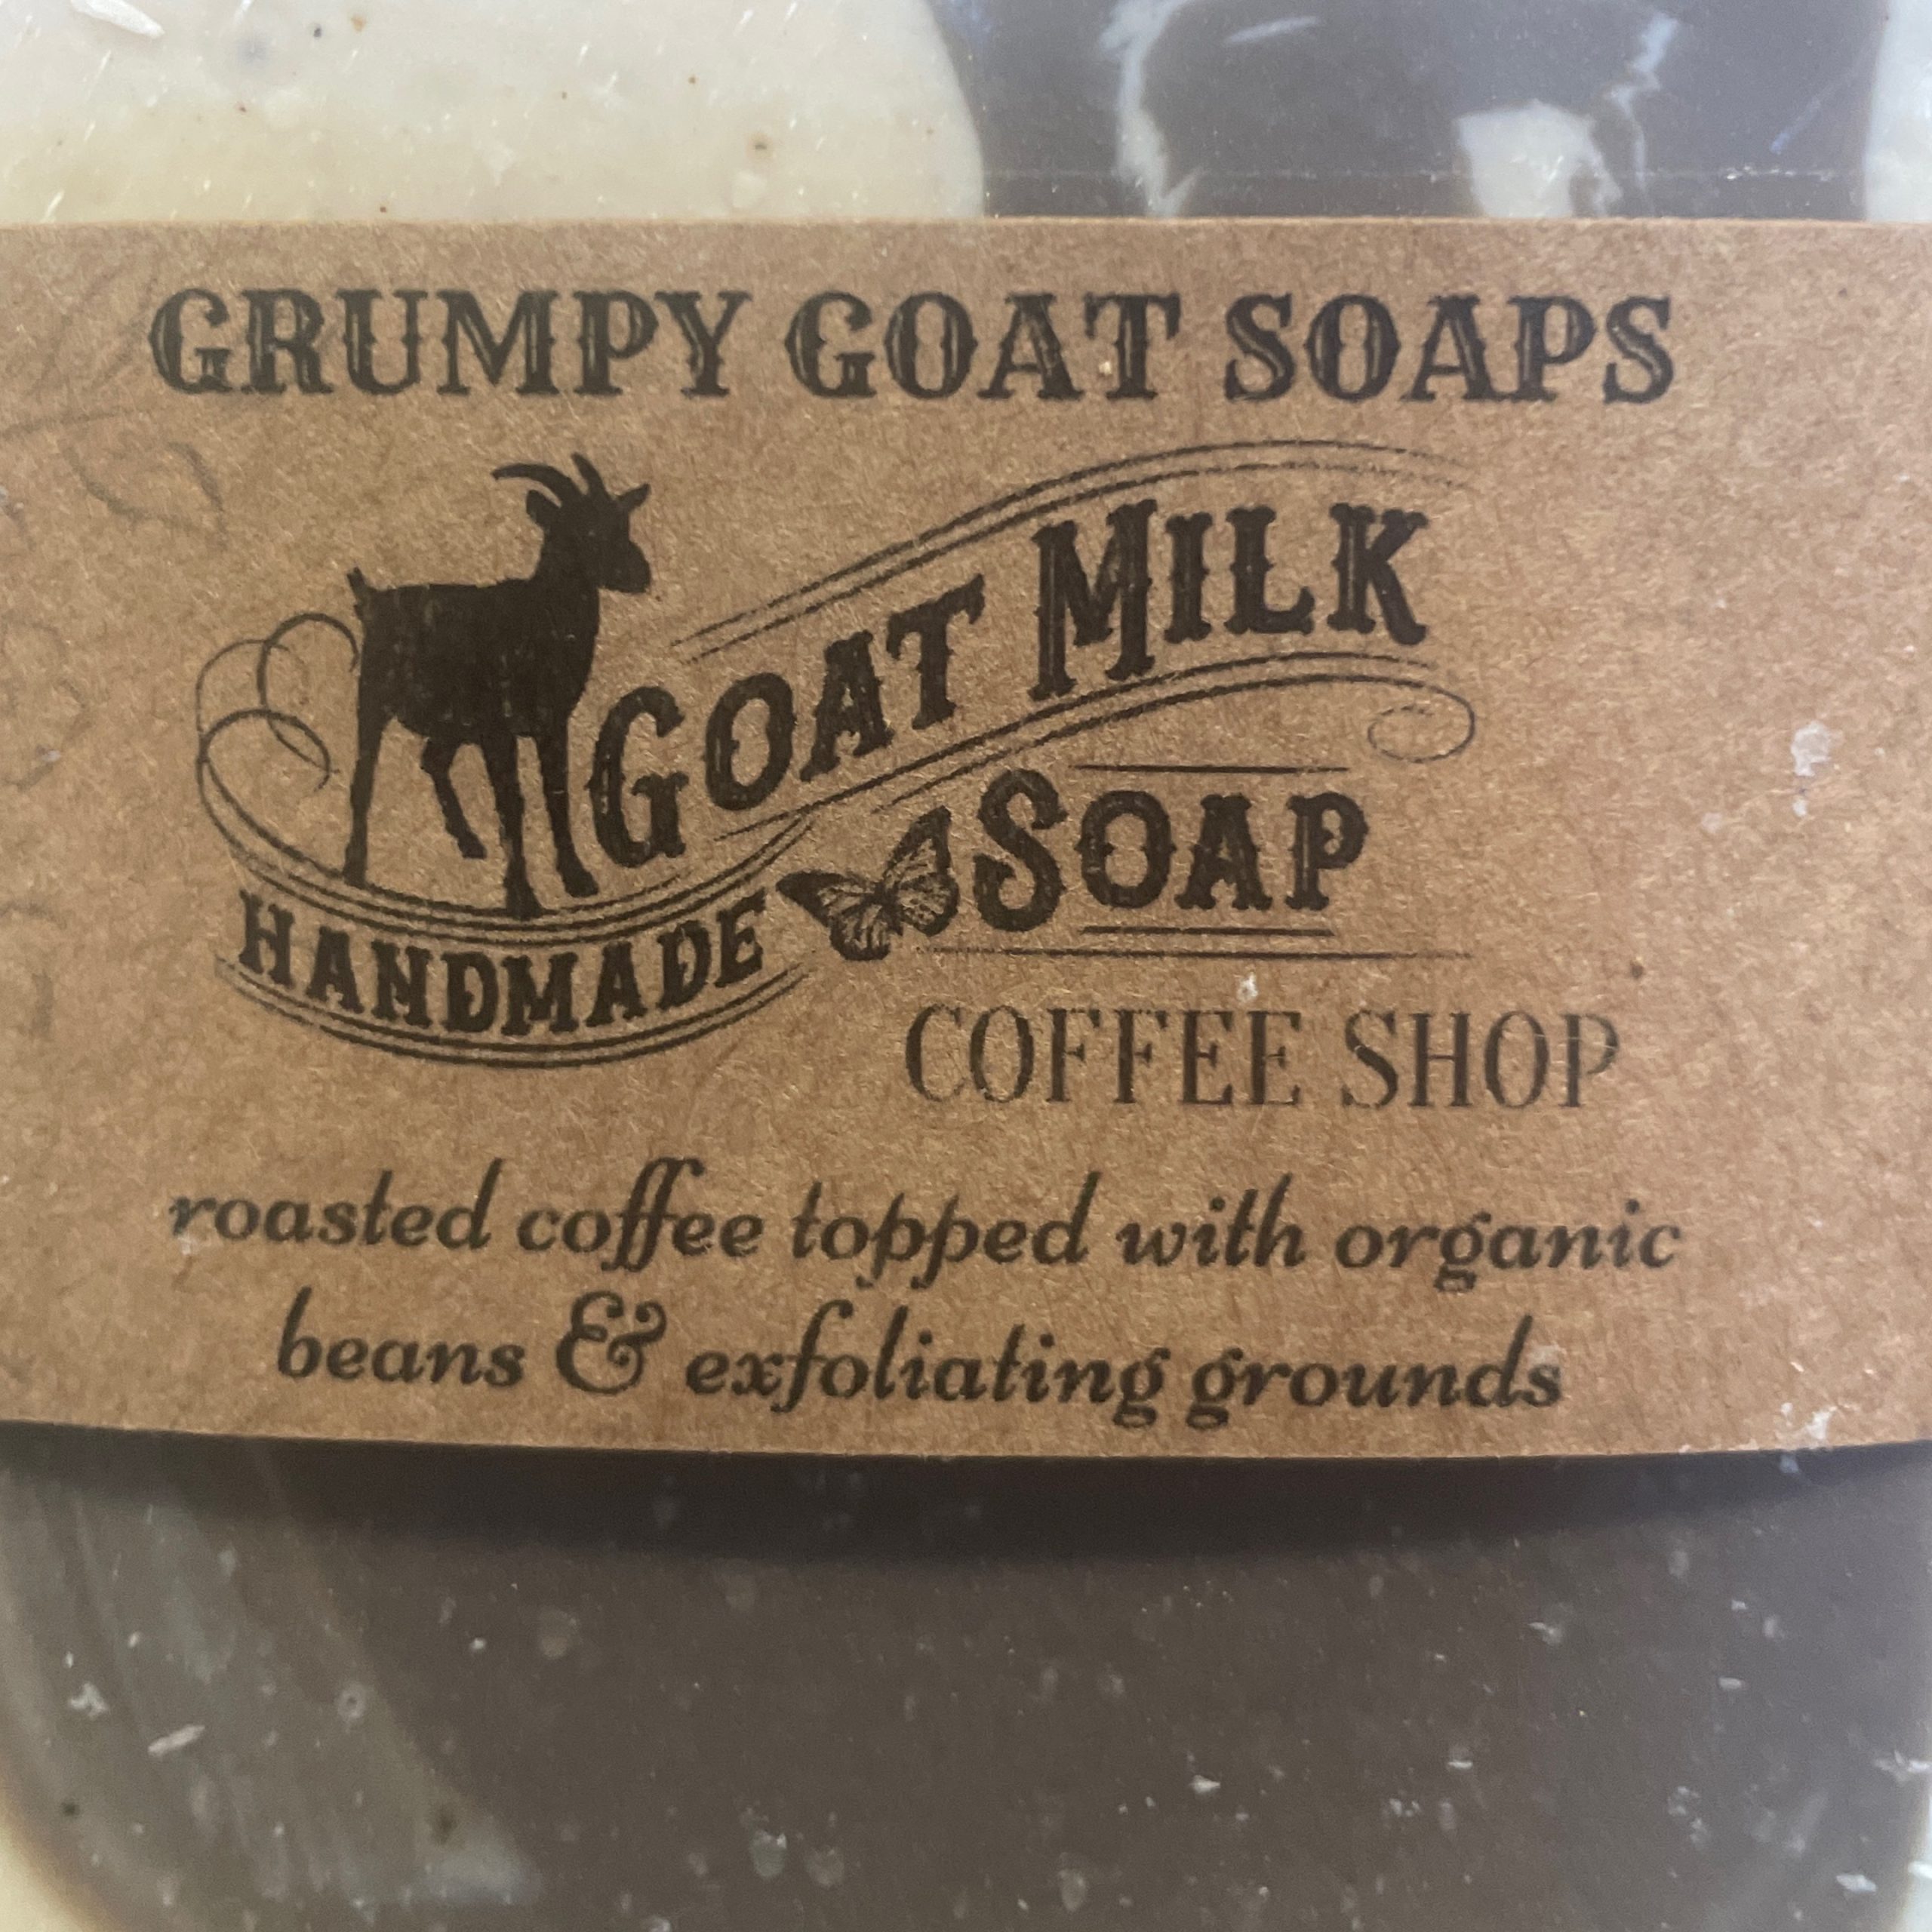 GRUMPY GOAT SOAPS
GOAT MILK
SOAP
HANDMADE
COFFEE SHOP
roasted coffee topped with organic
beans & exfoliating grounds